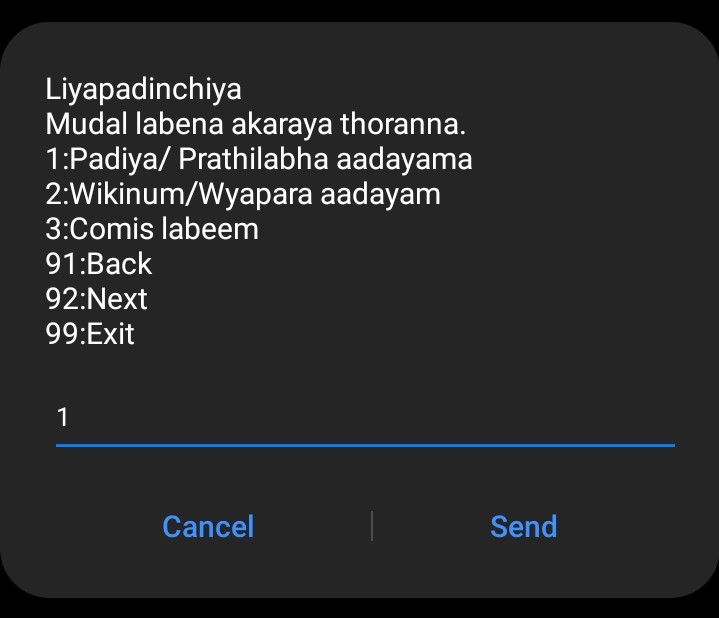 Liyapadinchiya
Mudal labena akaraya thoranna.
1:Padiya/ Prathilabha aadayama
2:Wikinum/Wyapara aadayam
3:Comis labeem
91:Back
92:Next
99:Exit
1
Cancel
Send